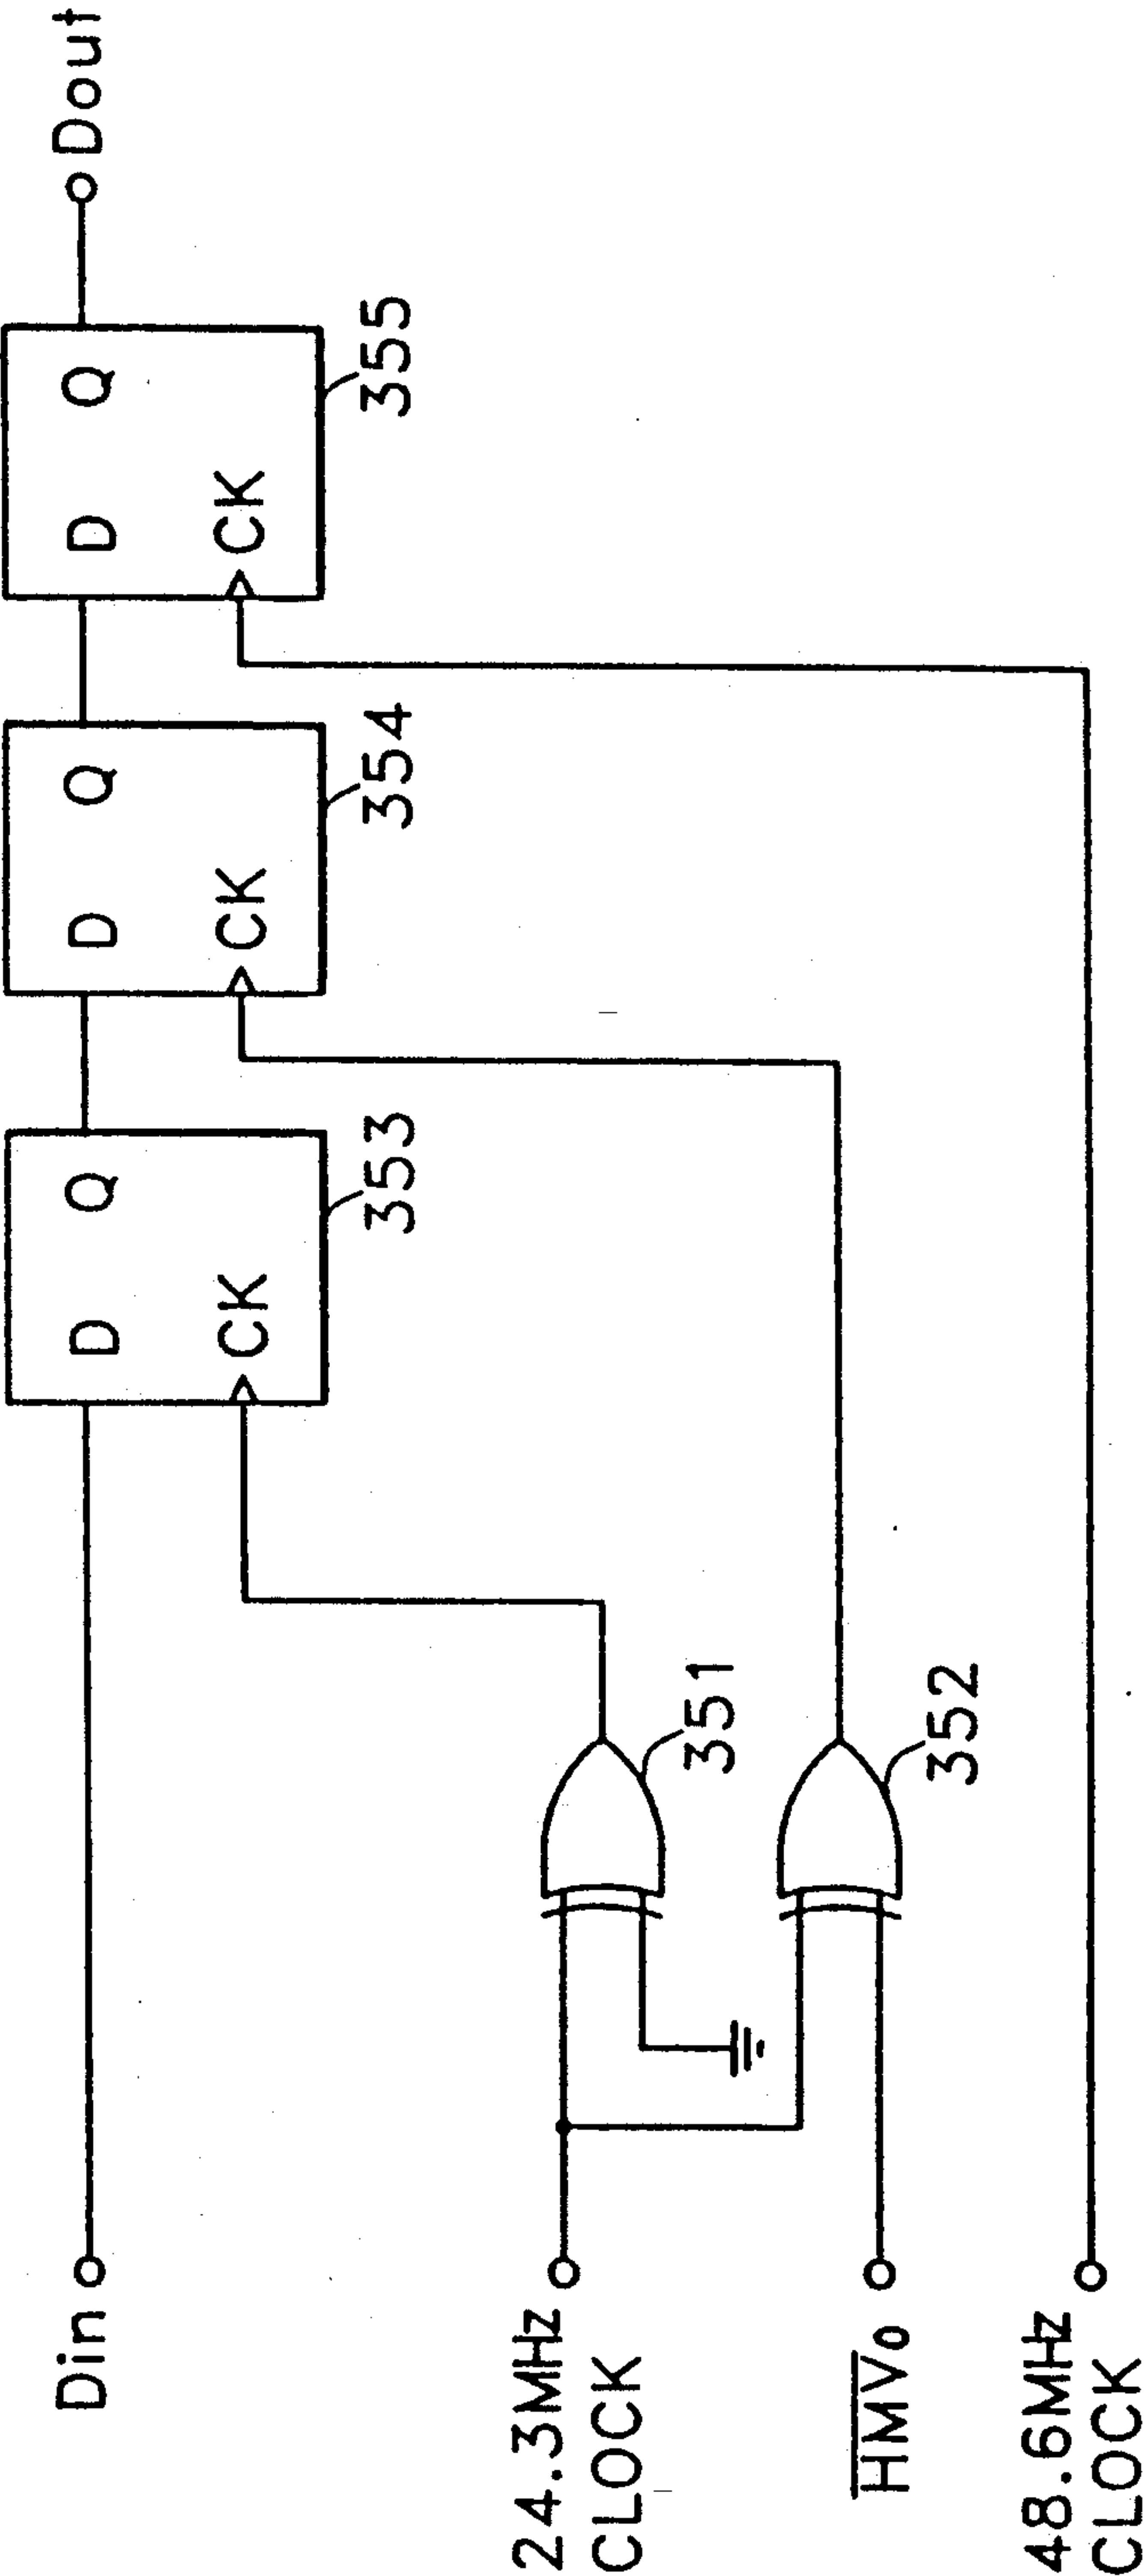 Din
D Q
CK
353
D Q
CK
354
D Q
CK
355
Dout
24.3MHz
CLOCK
351
HMV₀
352
48.6MHz
CLOCK